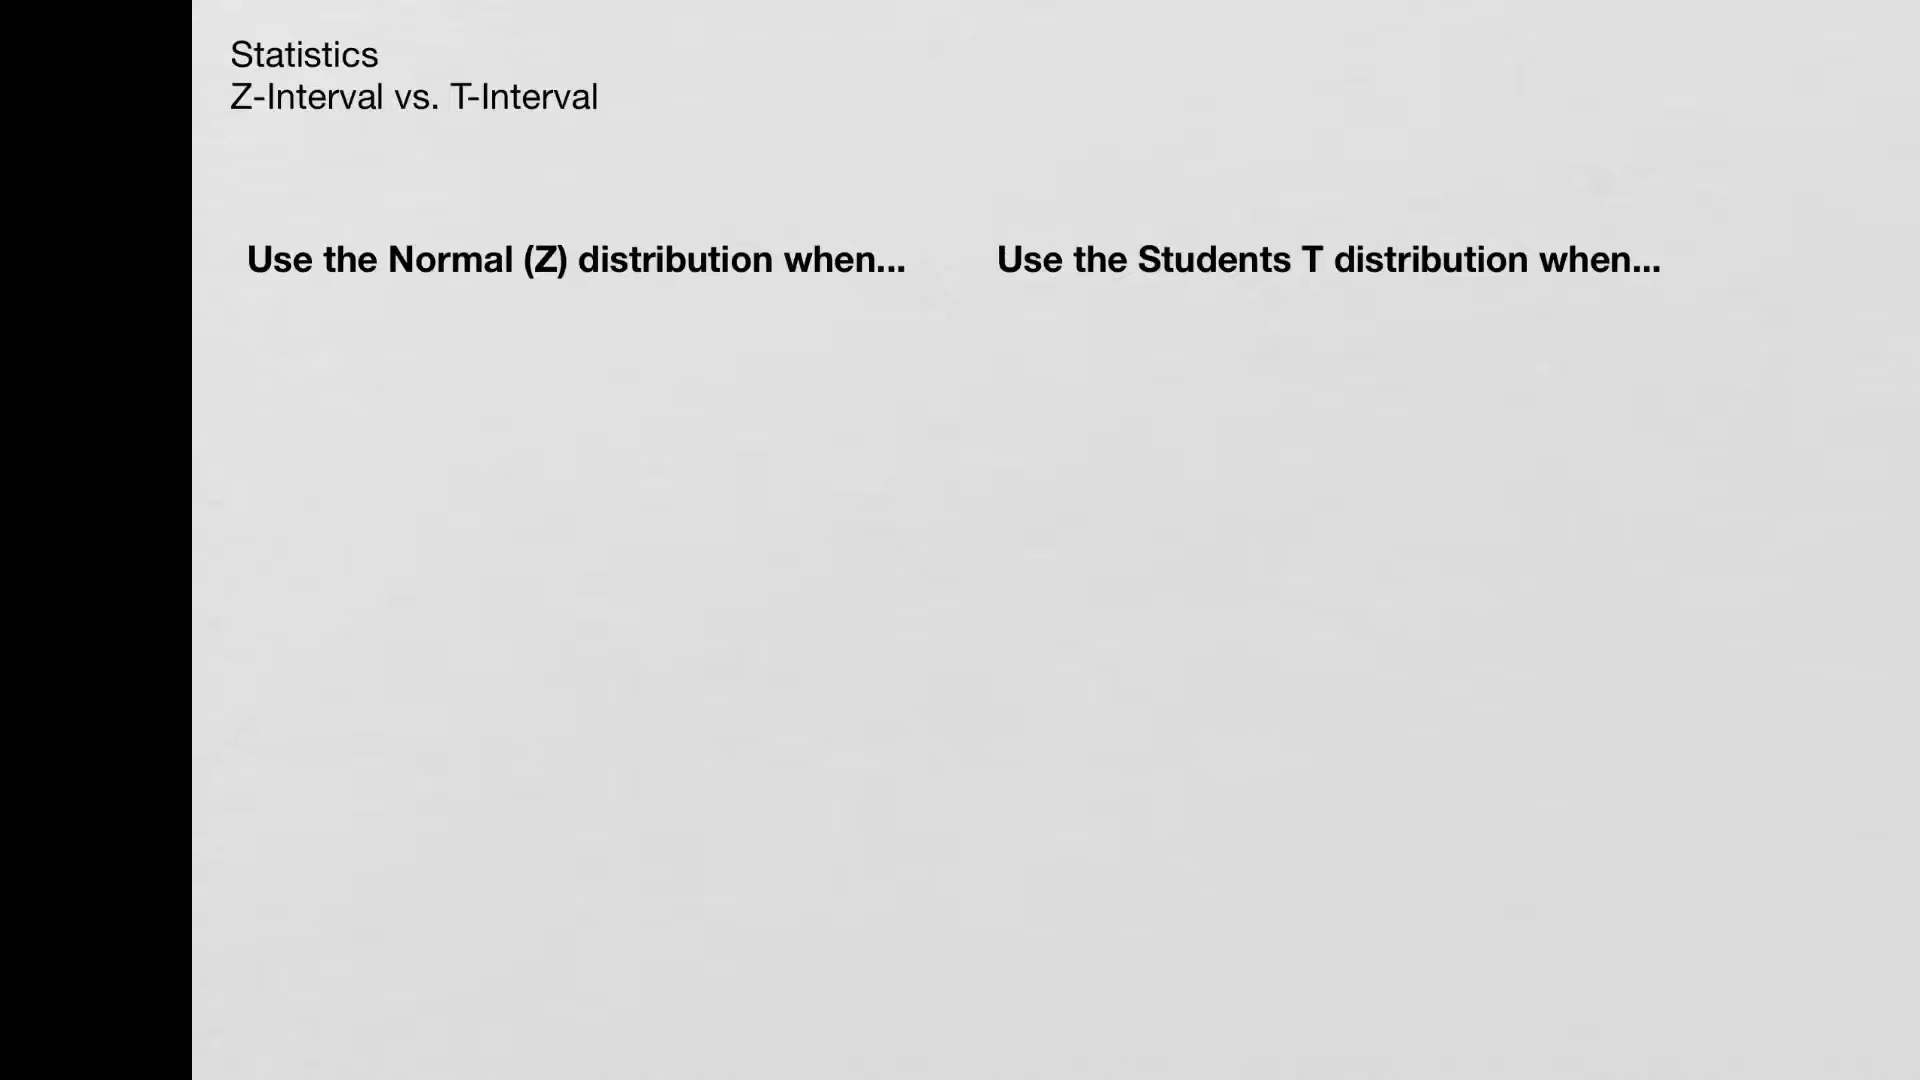 Statistics
Z-Interval vs. T-Interval
Use the Normal (Z) distribution when...
Use the Students T distribution when...